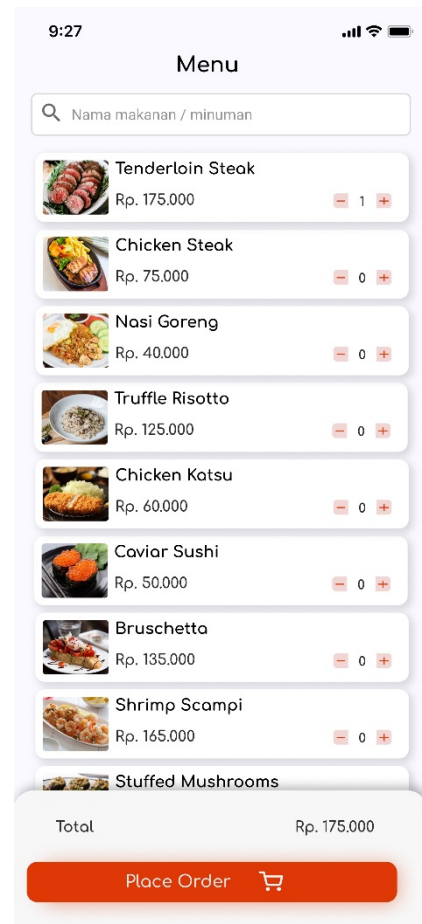 9:27
Menu
Nama makanan / minuman
Tenderloin Steak
Rp. 175.000
- 1 +
Chicken Steak
Rp. 75.000
- 0 +
Nasi Goreng
Rp. 40.000
- 0 +
Truffle Risotto
Rp. 125.000
- 0 +
Chicken Katsu
Rp. 60.000
- 0 +
Caviar Sushi
Rp. 50.000
- 0 +
Bruschetta
Rp. 135.000
- 0 +
Shrimp Scampi
Rp. 165.000
- 0 +
Stuffed Mushrooms
Total Rp. 175.000
Place Order